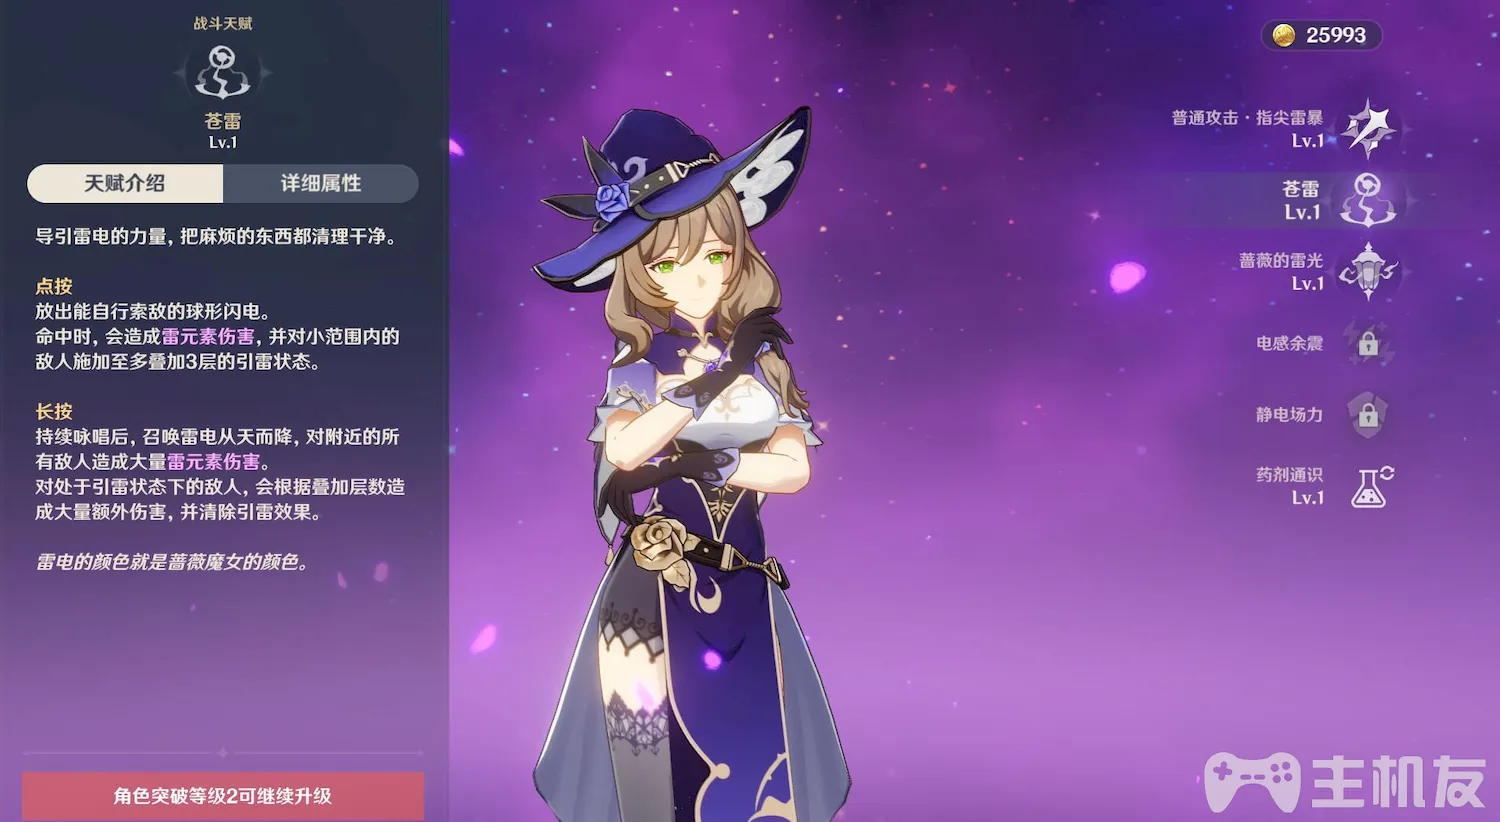 战斗天赋
苍雷
Lv.1
天赋介绍
详细属性
导引雷电的力量，把麻烦的东西都清理干净。
点按
放出能自行索敌的球形闪电。
命中时，会造成雷元素伤害，并对小范围内的
敌人施加至多叠加3层的引雷状态。
长按
持续咏唱后，召唤雷电从天而降，对附近的所
有敌人造成大量雷元素伤害。
对处于引雷状态下的敌人，会根据叠加层数造
成大量额外伤害，并清除引雷效果。
雷电的颜色就是蔷薇魔女的颜色。
角色突破等级2可继续升级
25993
普通攻击·指尖雷暴
Lv.1
苍雷
Lv.1
蔷薇的雷光
Lv.1
电感余震
静电场力
药剂通识
Lv.1
主机友